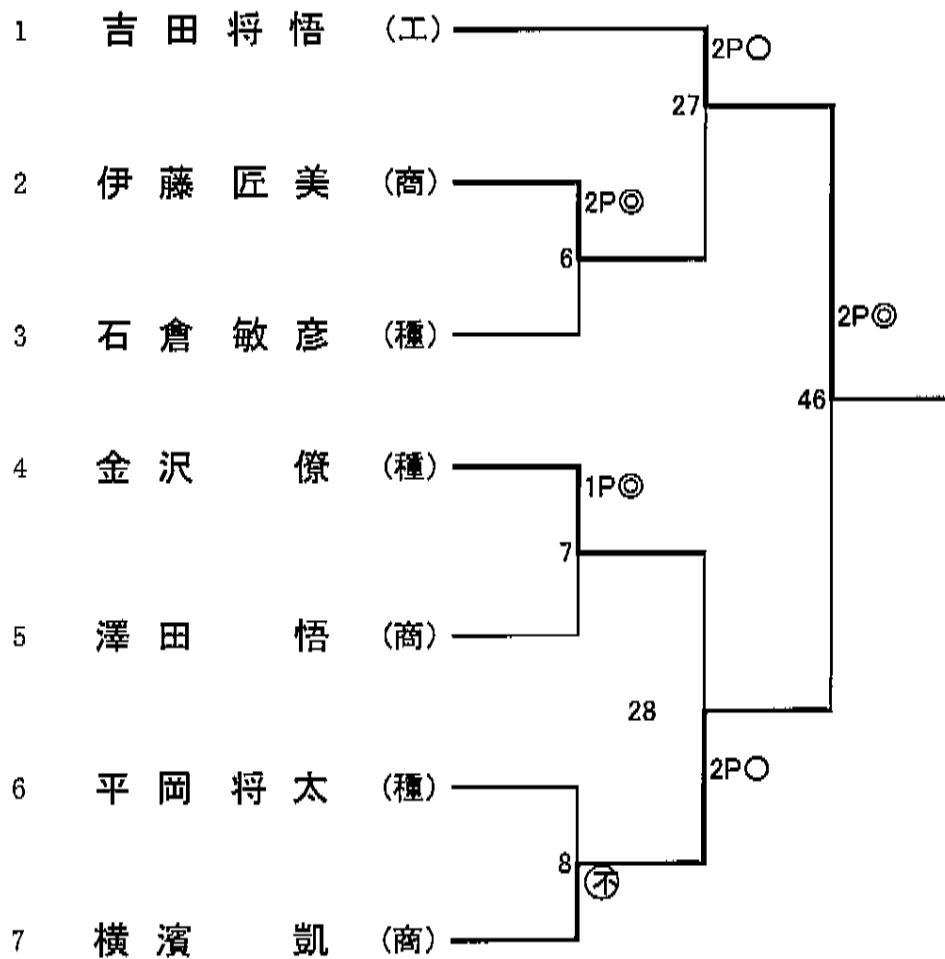 1 吉田将悟 (工)
2P○
27
2 伊藤匠美 (商)
2P◎
6
3 石倉敏彦 (種)
2P◎
46
4 金沢 僚 (種)
1P◎
7
5 澤田 悟 (商)
28
2P○
6 平岡将太 (種)
8
㊁不
7 横濱 凱 (商)